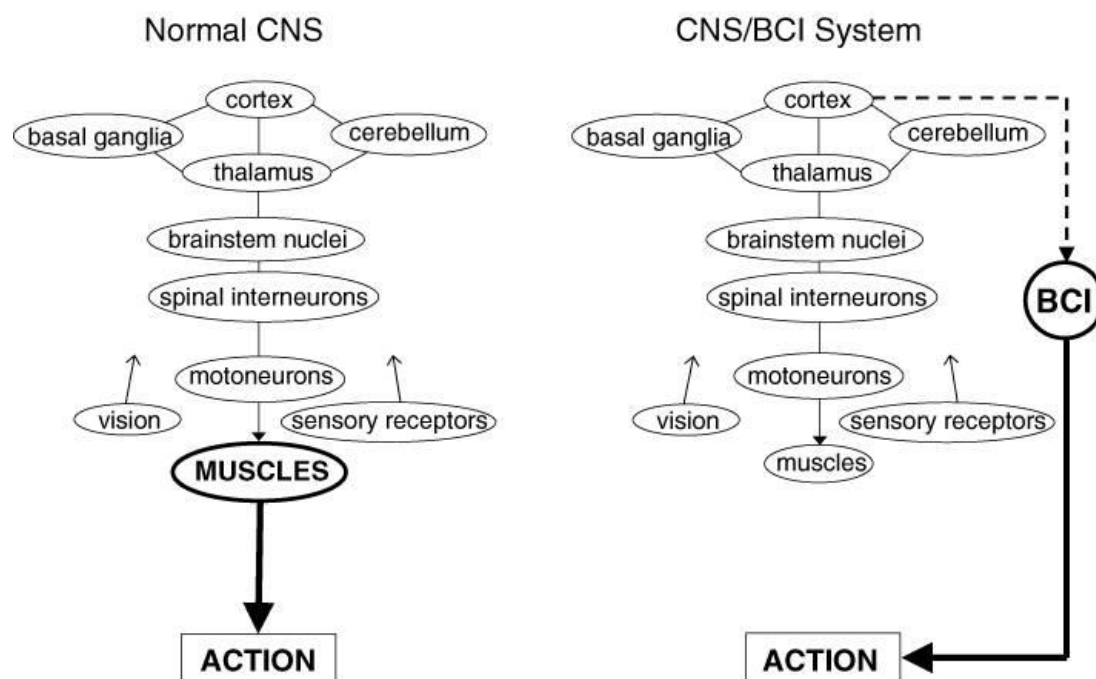 Normal CNS
cortex
basal ganglia
cerebellum
thalamus
brainstem nuclei
spinal interneurons
motoneurons
vision
sensory receptors
MUSCLES
ACTION
CNS/BCI System
cortex
basal ganglia
cerebellum
thalamus
brainstem nuclei
BCI
spinal interneurons
motoneurons
vision
sensory receptors
muscles
ACTION